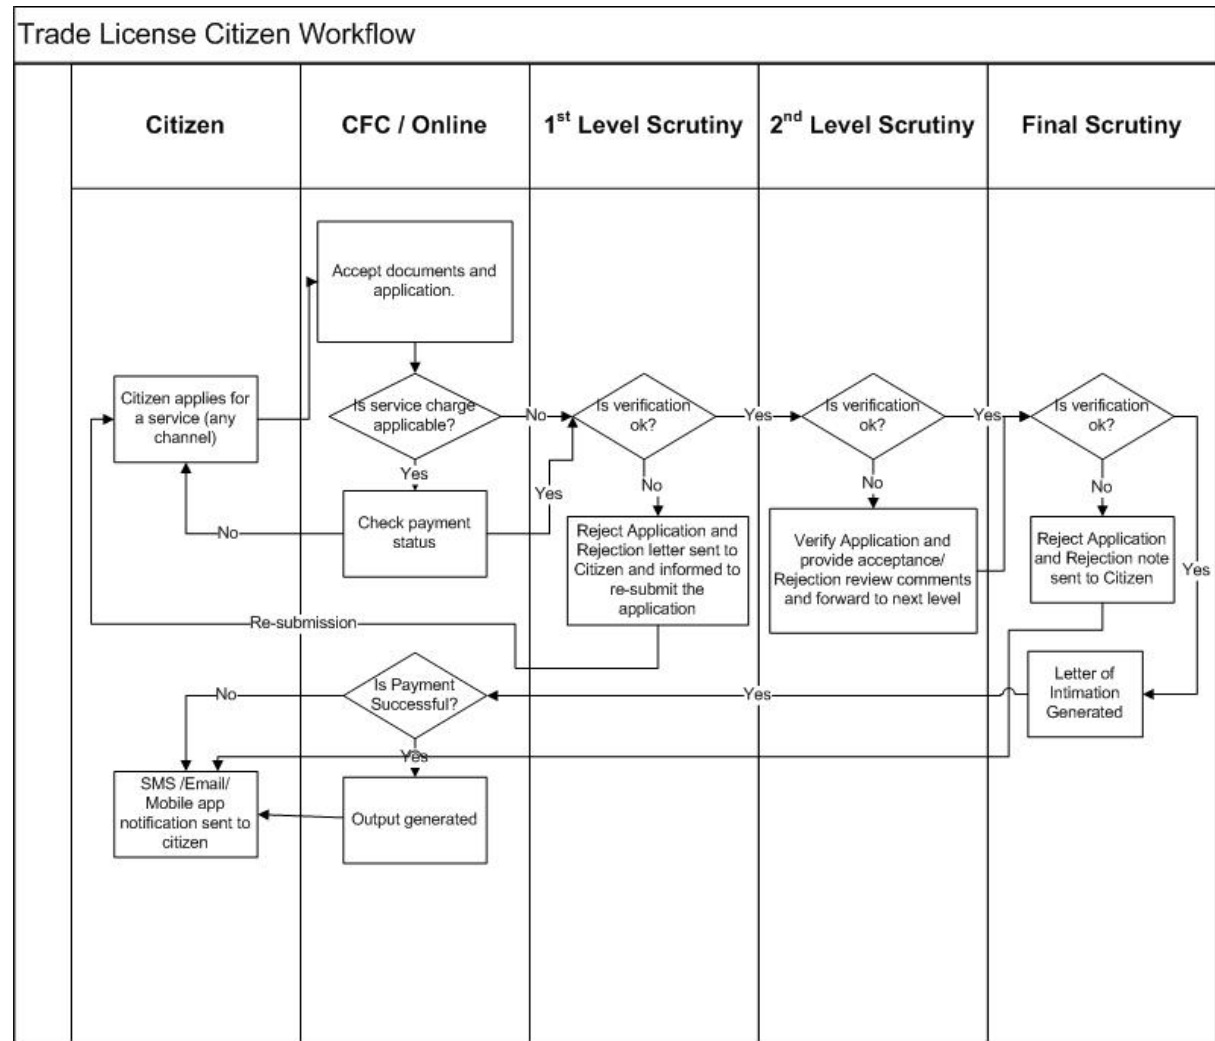 Trade License Citizen Workflow
Citizen
CFC / Online
1st Level Scrutiny
2nd Level Scrutiny
Final Scrutiny
Accept documents and
application.
Citizen applies for
a service (any
channel)
Is service charge
applicable?
No
Is verification
ok?
Yes
Is verification
ok?
Yes
Is verification
ok?
Yes
No
Check payment
status
Yes
No
Reject Application and
Rejection letter sent to
Citizen and informed to
re-submit the
application
No
Verify Application and
provide acceptance/
Rejection review comments
and forward to next level
No
Reject Application
and Rejection note
sent to Citizen
Yes
Re-submission
No
Is Payment
Successful?
Yes
Letter of
Intimation
Generated
Yes
SMS /Email/
Mobile app
notification sent to
citizen
Output generated